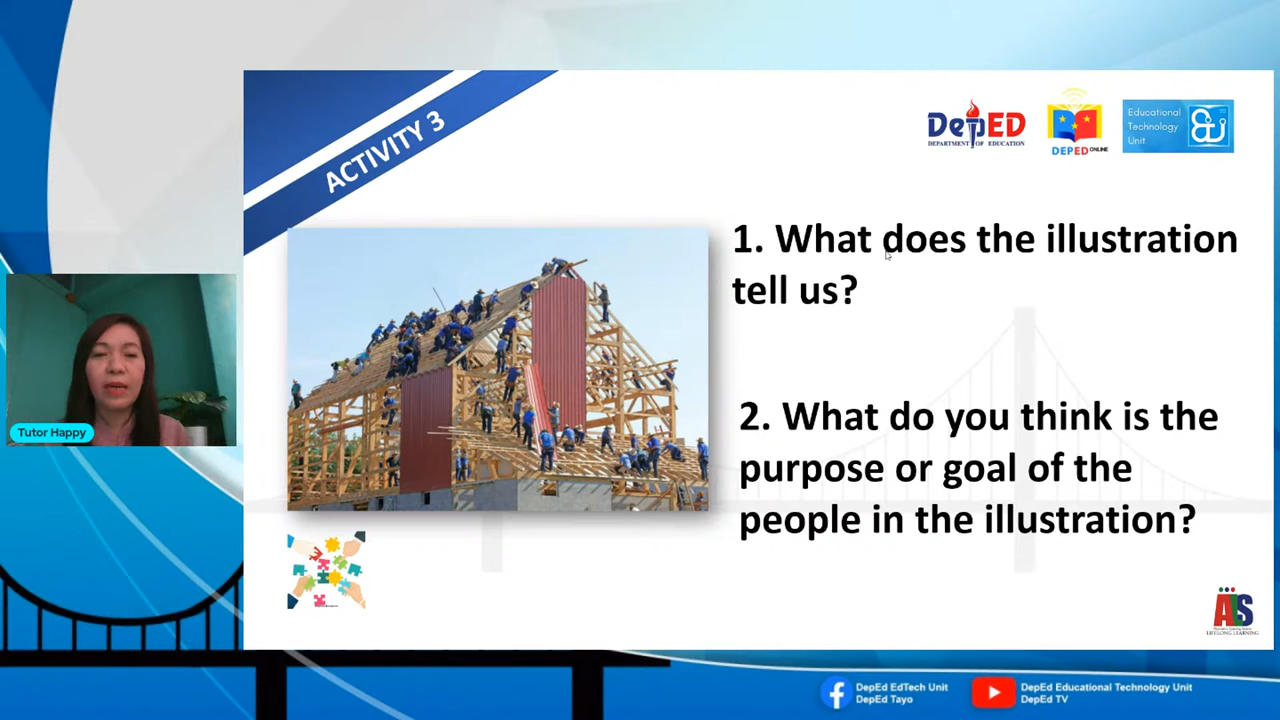 ACTIVITY 3
DepED
DEPARTMENT OF EDUCATION
DEPED ONLINE
Educational
Technology
Unit
1. What does the illustration
tell us?
2. What do you think is the
purpose or goal of the
people in the illustration?
Tutor Happy
ALS
LIFELONG LEARNING
DepEd EdTech Unit
DepEd Tayo
DepEd Educational Technology Unit
DepEd TV